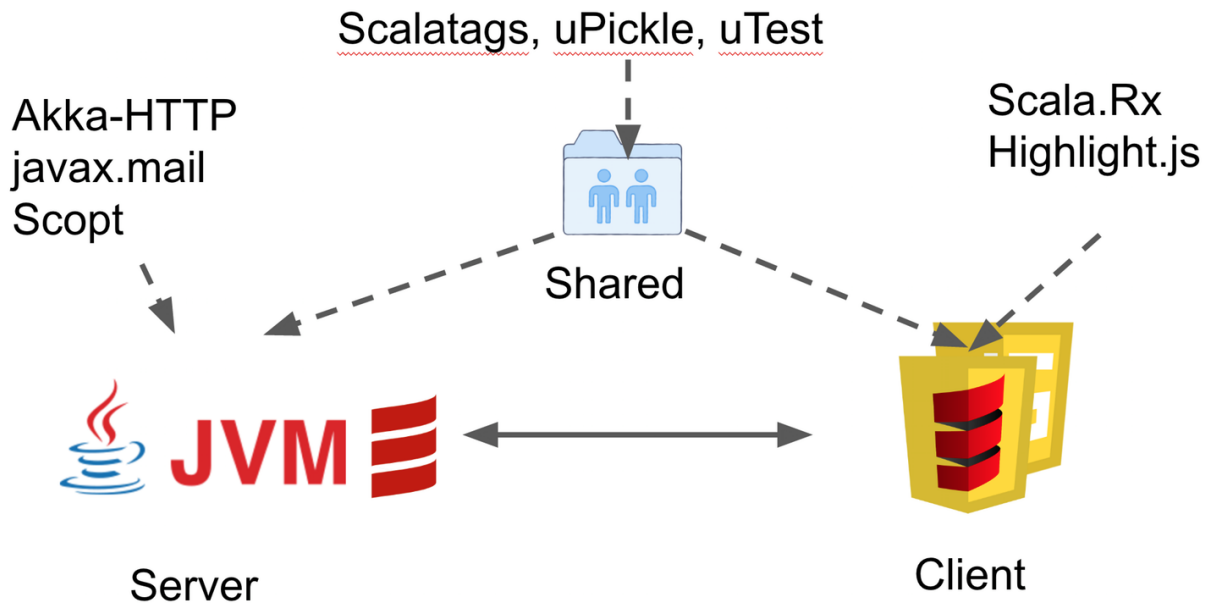 Scalatags, uPickle, uTest
Akka-HTTP
javax.mail
Scopt
Scala.Rx
Highlight.js
Shared
JVM
Server
Client